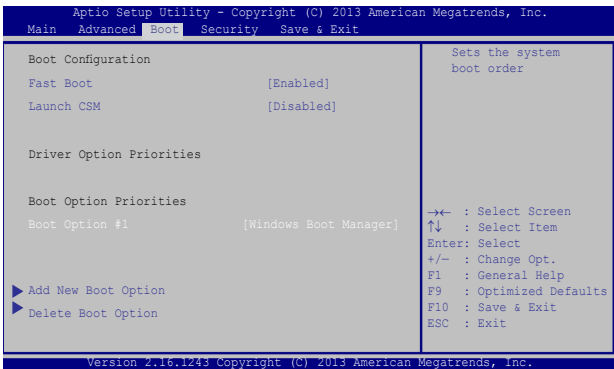 Aptio Setup Utility - Copyright (C) 2013 American Megatrends, Inc.
Main Advanced Boot Security Save & Exit
Boot Configuration
Fast Boot [Enabled]
Launch CSM [Disabled]
Driver Option Priorities
Boot Option Priorities
Boot Option #1 [Windows Boot Manager]
Add New Boot Option
Delete Boot Option
Sets the system
boot order
→← : Select Screen
↑↓ : Select Item
Enter: Select
+/— : Change Opt.
F1 : General Help
F9 : Optimized Defaults
F10 : Save & Exit
ESC : Exit
Version 2.16.1243 Copyright (C) 2013 American Megatrends, Inc.